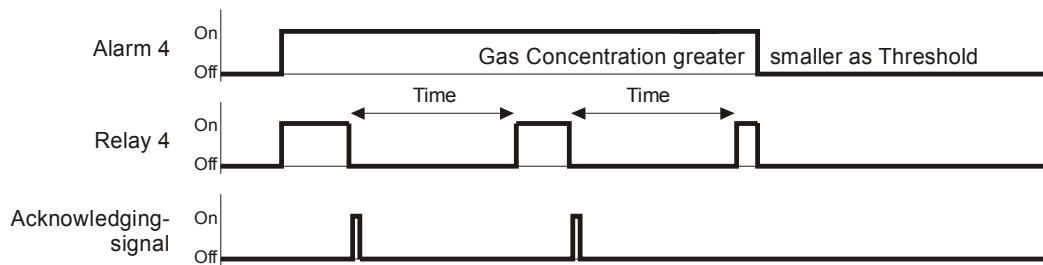 On
Alarm 4
Gas Concentration greater smaller as Threshold
Off
Time Time
On
Relay 4
Off
Acknowledging-
On
signal
Off